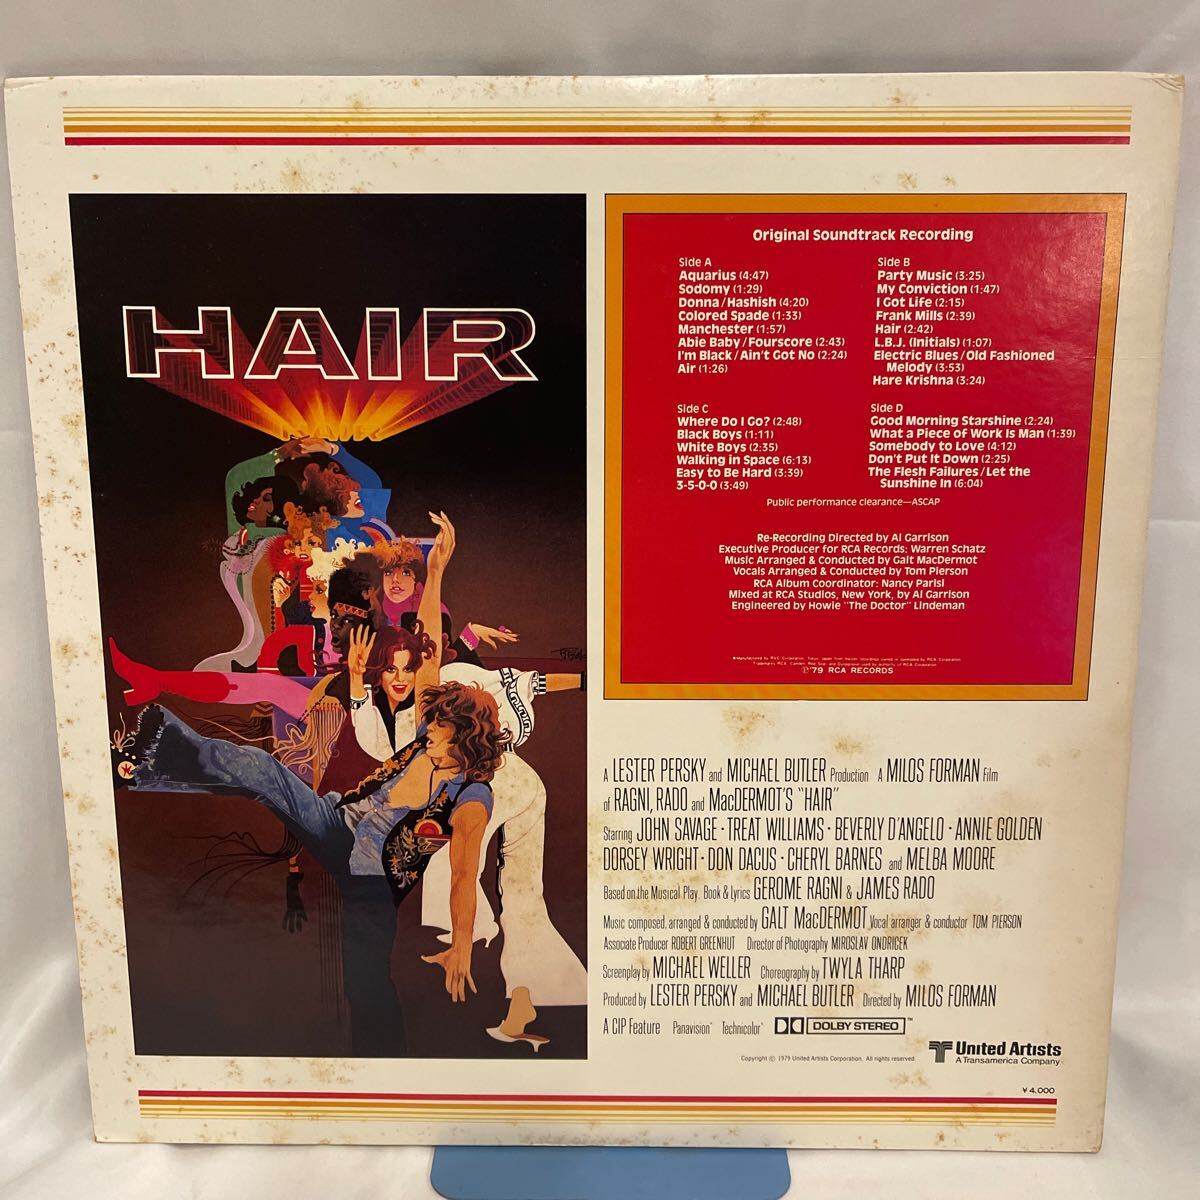 HAIR
Original Soundtrack Recording
Side A
Aquarius (4:47)
Sodomy (1:29)
Donna/Hashish (4:20)
Colored Spade (1:33)
Manchester (1:57)
Abie Baby/Fourscore (2:43)
I'm Black/Ain't Got No (2:24)
Air (1:26)
Side B
Party Music (3:25)
My Conviction (1:47)
I Got Life (2:15)
Frank Mills (2:39)
Hair (2:42)
L.B.J. (Initials) (1:07)
Electric Blues/Old Fashioned
Melody (3:53)
Hare Krishna (3:24)
Side C
Where Do I Go? (2:48)
Black Boys (1:11)
White Boys (2:35)
Walking in Space (6:13)
Easy to Be Hard (3:39)
3-5-0-0 (3:49)
Side D
Good Morning Starshine (2:24)
What a Piece of Work Is Man (1:39)
Somebody to Love (4:12)
Don't Put It Down (2:25)
The Flesh Failures/Let the
Sunshine In (6:04)
Public performance clearance—ASCAP
Re-Recording Directed by Al Garrison
Executive Producer for RCA Records: Warren Schatz
Music Arranged & Conducted by Galt MacDermot
Vocals Arranged & Conducted by Tom Pierson
RCA Album Coordinator: Nancy Parisi
Mixed at RCA Studios, New York, by Al Garrison
Engineered by Howie "The Doctor" Lindeman
℗'79 RCA RECORDS
A LESTER PERSKY and MICHAEL BUTLER Production A MILOS FORMAN Film
of RAGNI, RADO and MacDERMOT'S "HAIR"
Starring JOHN SAVAGE · TREAT WILLIAMS · BEVERLY D'ANGELO · ANNIE GOLDEN
DORSEY WRIGHT · DON DACUS · CHERYL BARNES and MELBA MOORE
Based on the Musical Play. Book & Lyrics GEROME RAGNI & JAMES RADO
Music composed, arranged & conducted by GALT MacDERMOT Vocal arranger & conductor TOM PIERSON
Associate Producer ROBERT GREENHUT Director of Photography MIROSLAV ONDRICEK
Screenplay by MICHAEL WELLER Choreography by TWYLA THARP
Produced by LESTER PERSKY and MICHAEL BUTLER Directed by MILOS FORMAN
A CIP Feature Panavision® Technicolor® DOLBY STEREO™
Copyright © 1979 United Artists Corporation. All rights reserved.
United Artists
A Transamerica Company
¥4,000